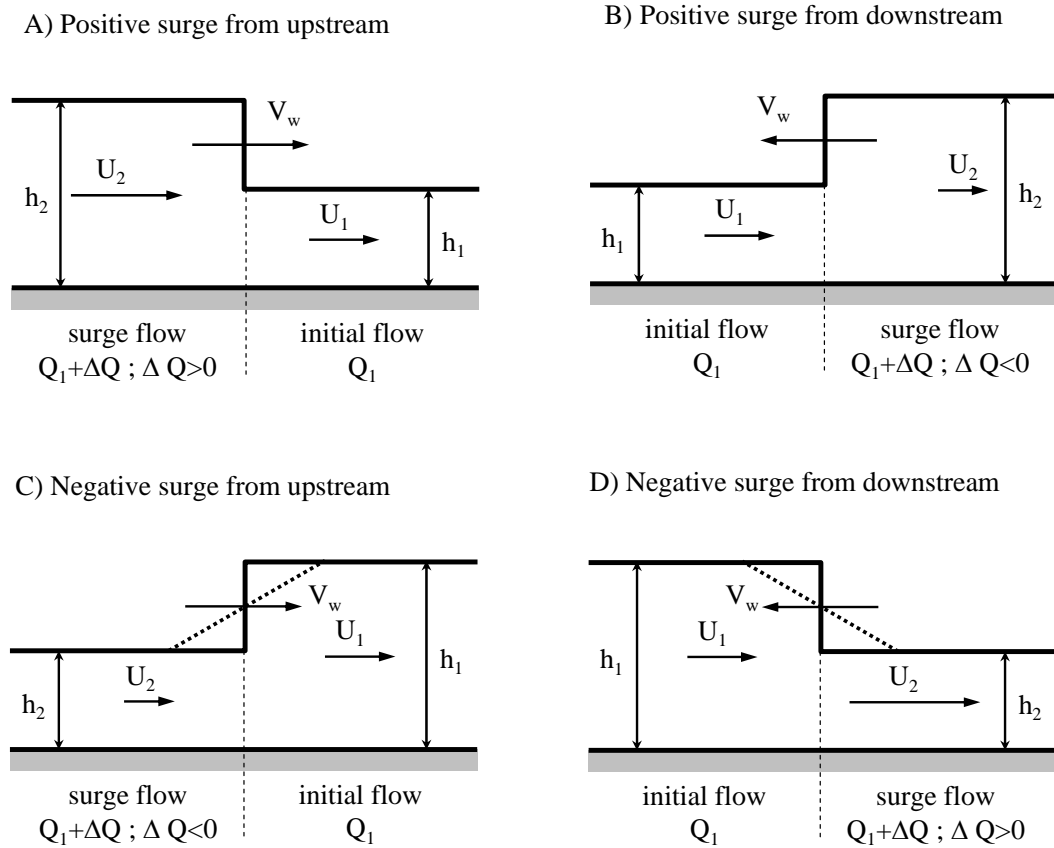 A) Positive surge from upstream
V_w
U_2
h_2
U_1
h_1
surge flow
Q_1+ΔQ ; Δ Q>0
initial flow
Q_1
B) Positive surge from downstream
V_w
U_2
h_2
U_1
h_1
initial flow
Q_1
surge flow
Q_1+ΔQ ; Δ Q<0
C) Negative surge from upstream
V_w
U_1
h_1
U_2
h_2
surge flow
Q_1+ΔQ ; Δ Q<0
initial flow
Q_1
D) Negative surge from downstream
V_w
U_1
h_1
U_2
h_2
initial flow
Q_1
surge flow
Q_1+ΔQ ; Δ Q>0